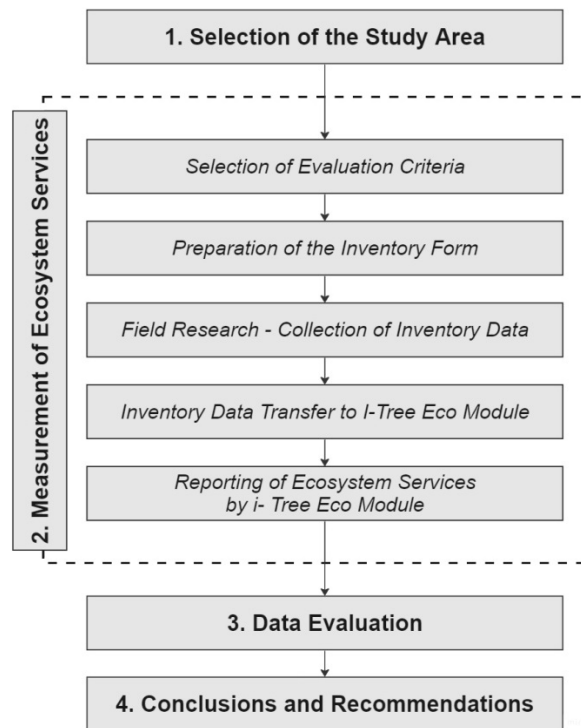 1. Selection of the Study Area
2. Measurement of Ecosystem Services
Selection of Evaluation Criteria
Preparation of the Inventory Form
Field Research - Collection of Inventory Data
Inventory Data Transfer to I-Tree Eco Module
Reporting of Ecosystem Services
by i- Tree Eco Module
3. Data Evaluation
4. Conclusions and Recommendations